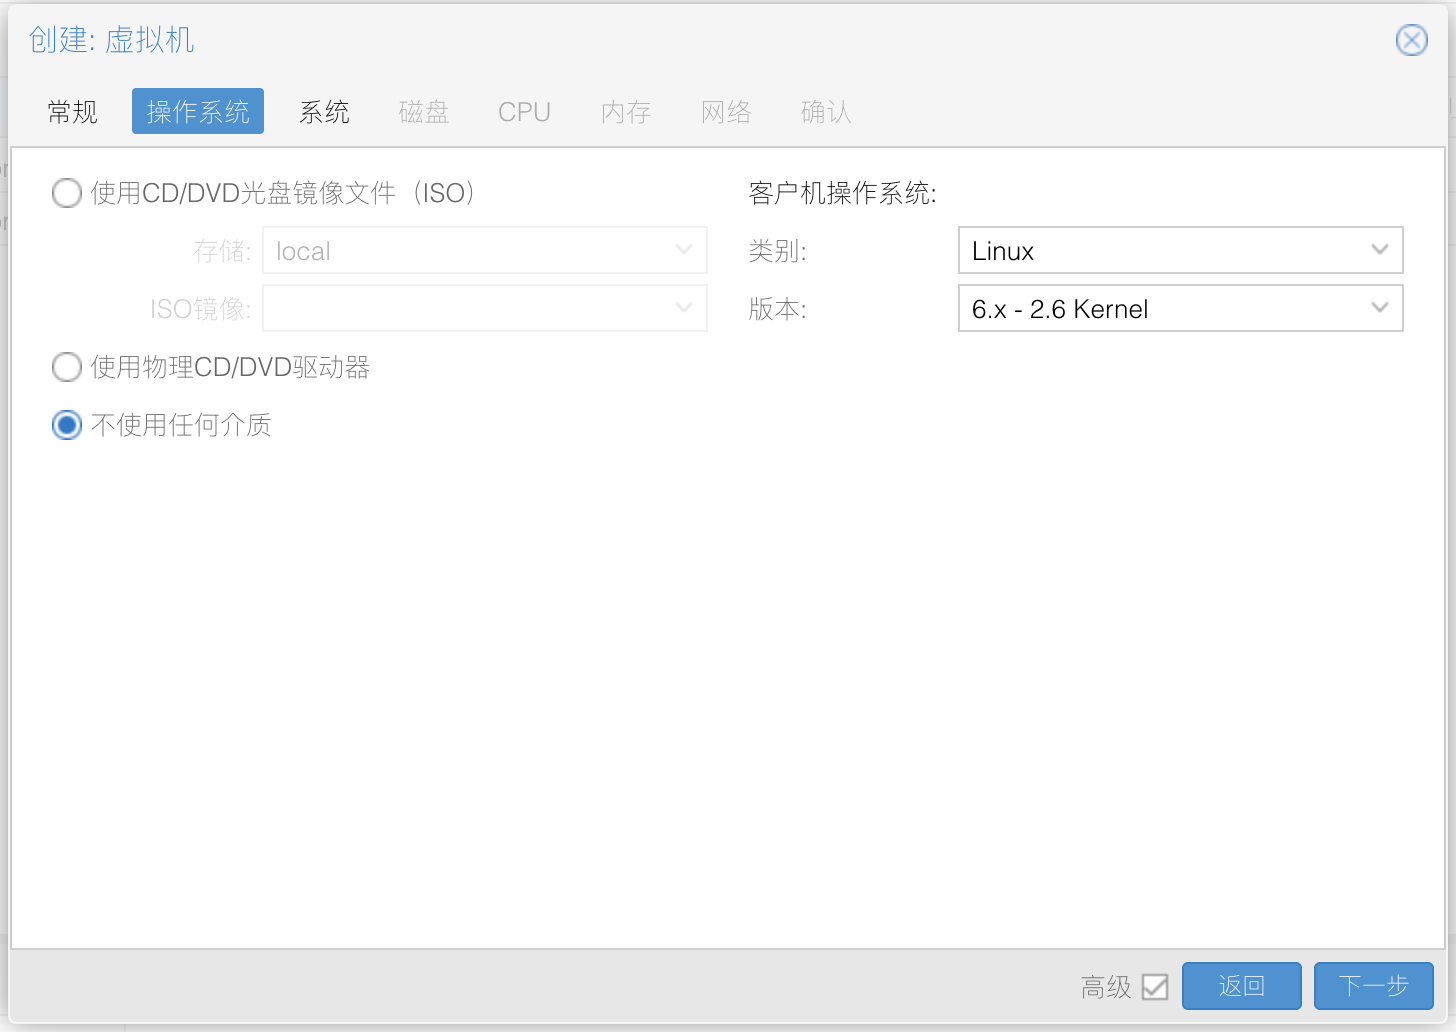 创建: 虚拟机
常规 操作系统 系统 磁盘 CPU 内存 网络 确认
使用CD/DVD光盘镜像文件（ISO）
存储: local
ISO镜像:
使用物理CD/DVD驱动器
不使用任何介质
客户机操作系统:
类别: Linux
版本: 6.x - 2.6 Kernel
高级 返回 下一步